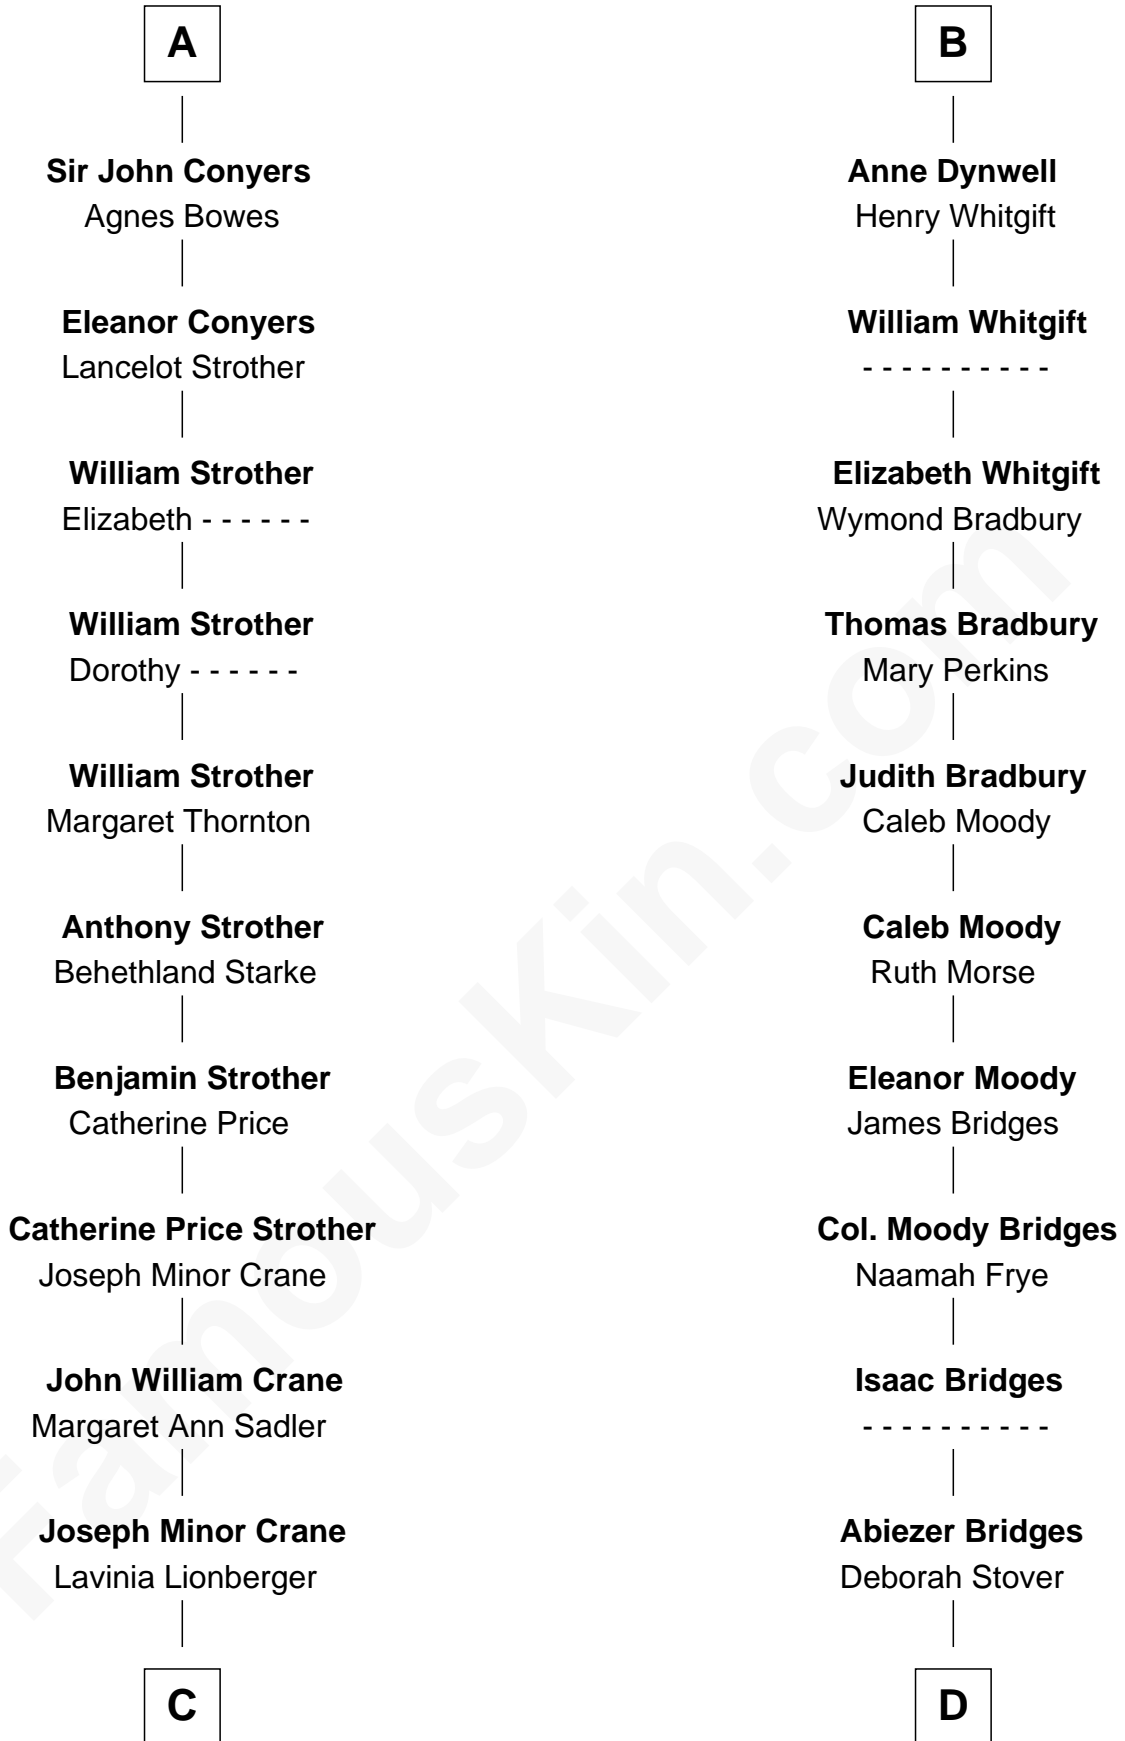 A
Sir John Conyers
Agnes Bowes
Eleanor Conyers
Lancelot Strother
William Strother
Elizabeth - - - - - -
William Strother
Dorothy - - - - - -
William Strother
Margaret Thornton
Anthony Strother
Behethland Starke
Benjamin Strother
Catherine Price
Catherine Price Strother
Joseph Minor Crane
John William Crane
Margaret Ann Sadler
Joseph Minor Crane
Lavinia Lionberger
C
B
Anne Dynwell
Henry Whitgift
William Whitgift
- - - - - - - - - -
Elizabeth Whitgift
Wymond Bradbury
Thomas Bradbury
Mary Perkins
Judith Bradbury
Caleb Moody
Caleb Moody
Ruth Morse
Eleanor Moody
James Bridges
Col. Moody Bridges
Naamah Frye
Isaac Bridges
- - - - - - - - - -
Abiezer Bridges
Deborah Stover
D
FamousKin.com